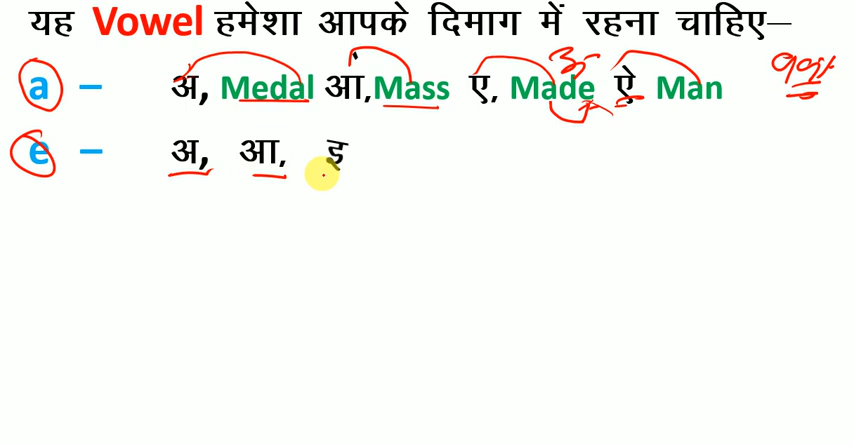 यह Vowel हमेशा आपके दिमाग में रहना चाहिए–
a – अ, Medal आ,Mass ए, Made ऐ Man
e – अ, आ, इ